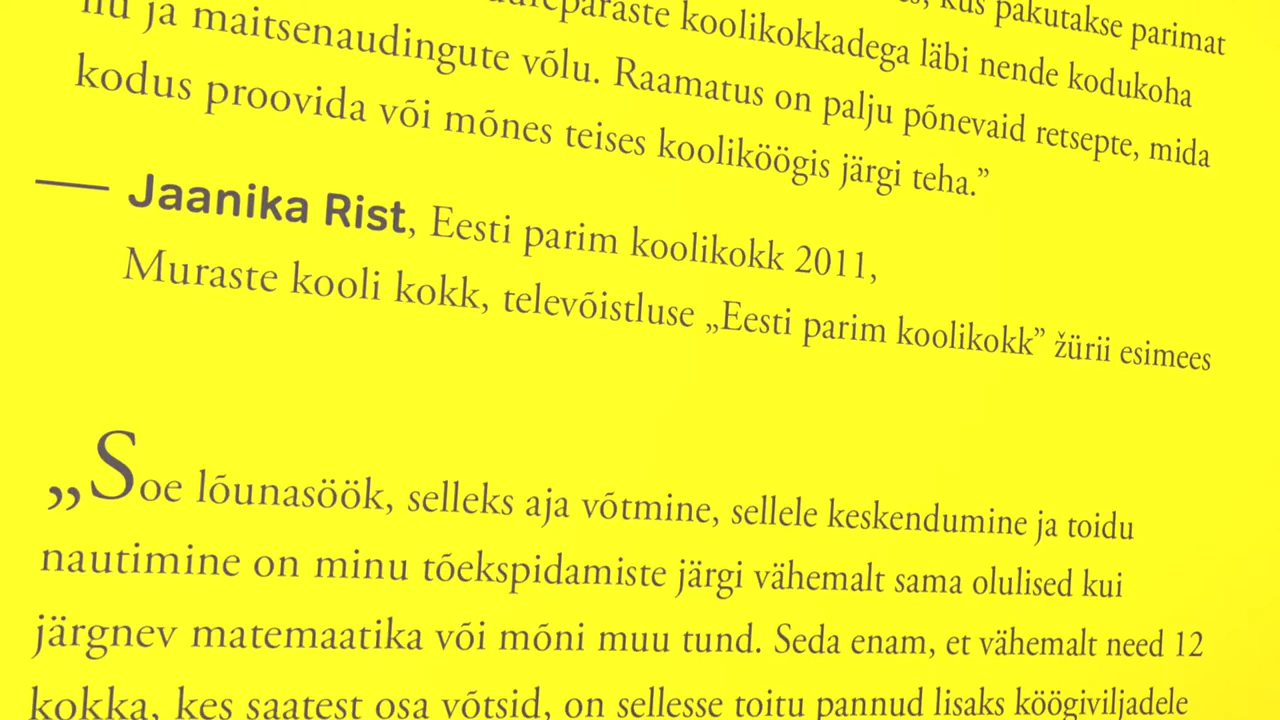 kus pakutakse parimat
koolikokkadega läbi nende kodukoha
ja maitsenaudingute võlu. Raamatus on palju põnevaid retsepte, mida
kodus proovida või mõnes teises kooliköögis järgi teha.”
— Jaanika Rist, Eesti parim koolikokk 2011,
Muraste kooli kokk, televõistluse „Eesti parim koolikokk” žürii esimees
„Soe lõunasöök, selleks aja võtmine, sellele keskendumine ja toidu
nautimine on minu tõekspidamiste järgi vähemalt sama olulised kui
järgnev matemaatika või mõni muu tund. Seda enam, et vähemalt need 12
kokka, kes saatest osa võtsid, on sellesse toitu pannud lisaks köögiviljadele